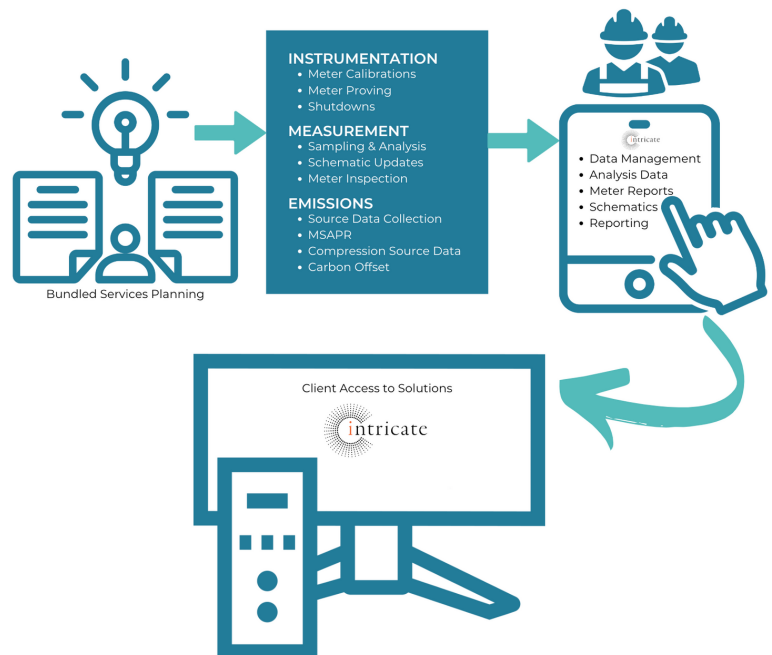 Bundled Services Planning
INSTRUMENTATION
• Meter Calibrations
• Meter Proving
• Shutdowns
MEASUREMENT
• Sampling & Analysis
• Schematic Updates
• Meter Inspection
EMISSIONS
• Source Data Collection
• MSAPR
• Compression Source Data
• Carbon Offset
intricate
• Data Management
• Analysis Data
• Meter Reports
• Schematics
• Reporting
Client Access to Solutions
intricate